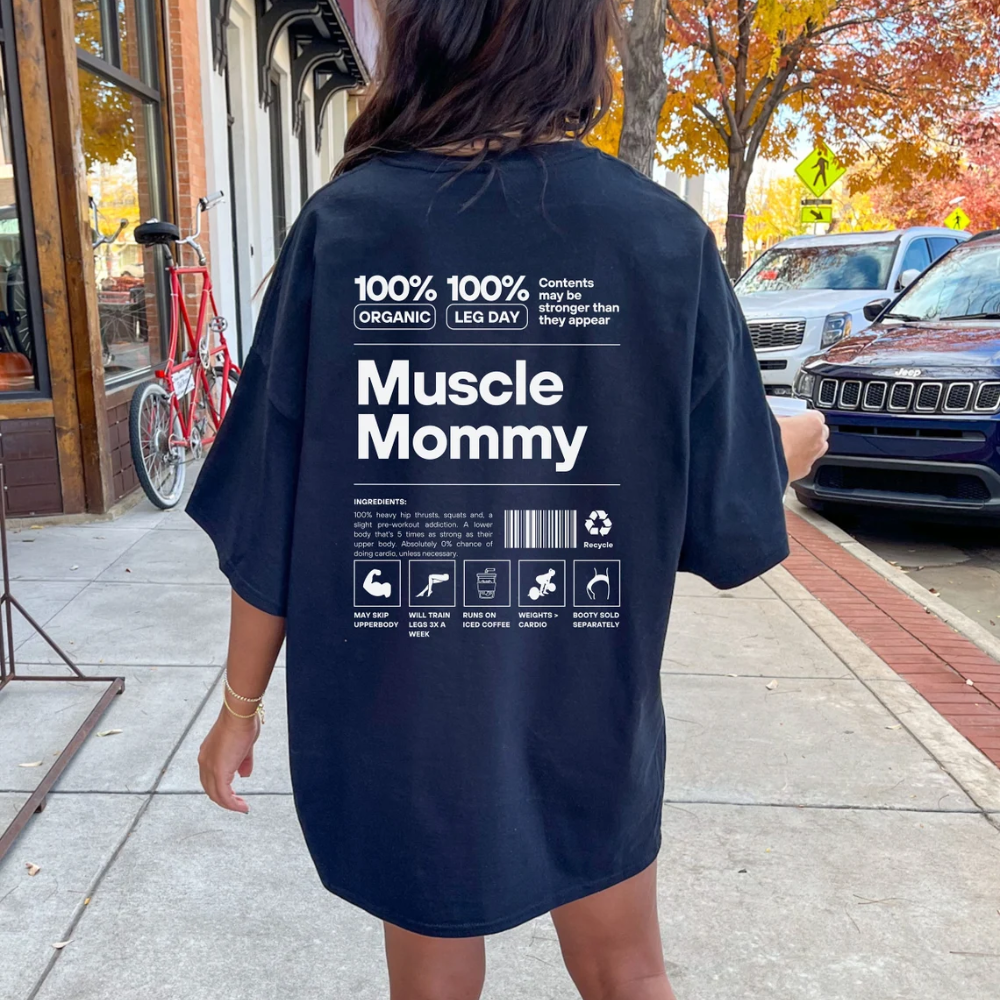 100% 100%
ORGANIC LEG DAY
Contents
may be
stronger than
they appear
Muscle
Mommy
INGREDIENTS:
100% heavy hip thrusts, squats and, a
slight pre-workout addiction. A lower
body that's 5 times as strong as their
upper body. Absolutely 0% chance of
doing cardio, unless necessary.
Recycle
MAY SKIP
UPPERBODY
WILL TRAIN
LEGS 3X A
WEEK
RUNS ON
ICED COFFEE
WEIGHTS >
CARDIO
BOOTY SOLD
SEPARATELY
Jeep